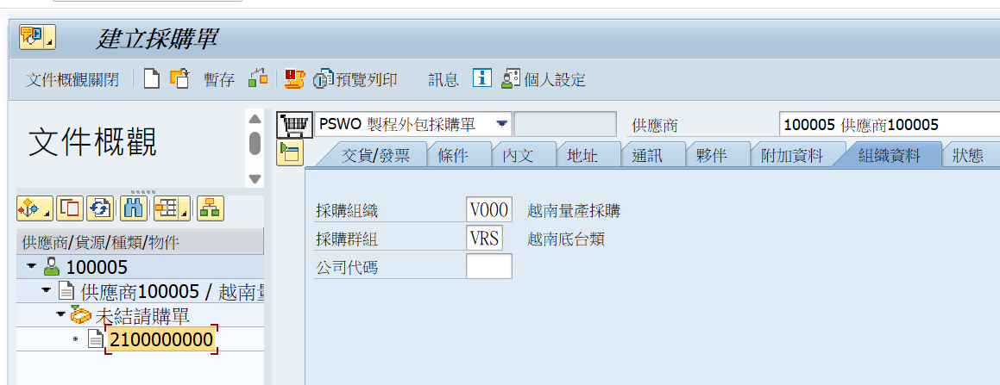 建立採購單
文件概觀關閉 暫存 預覽列印 訊息 個人設定
文件概觀
PSWO 製程外包採購單 供應商 100005 供應商100005
交貨/發票 條件 內文 地址 通訊 夥伴 附加資料 組織資料 狀態
採購組織 V000 越南量產採購
採購群組 VRS 越南底台類
公司代碼
供應商/貨源/種類/物件
100005
供應商100005 / 越南量
未結請購單
2100000000